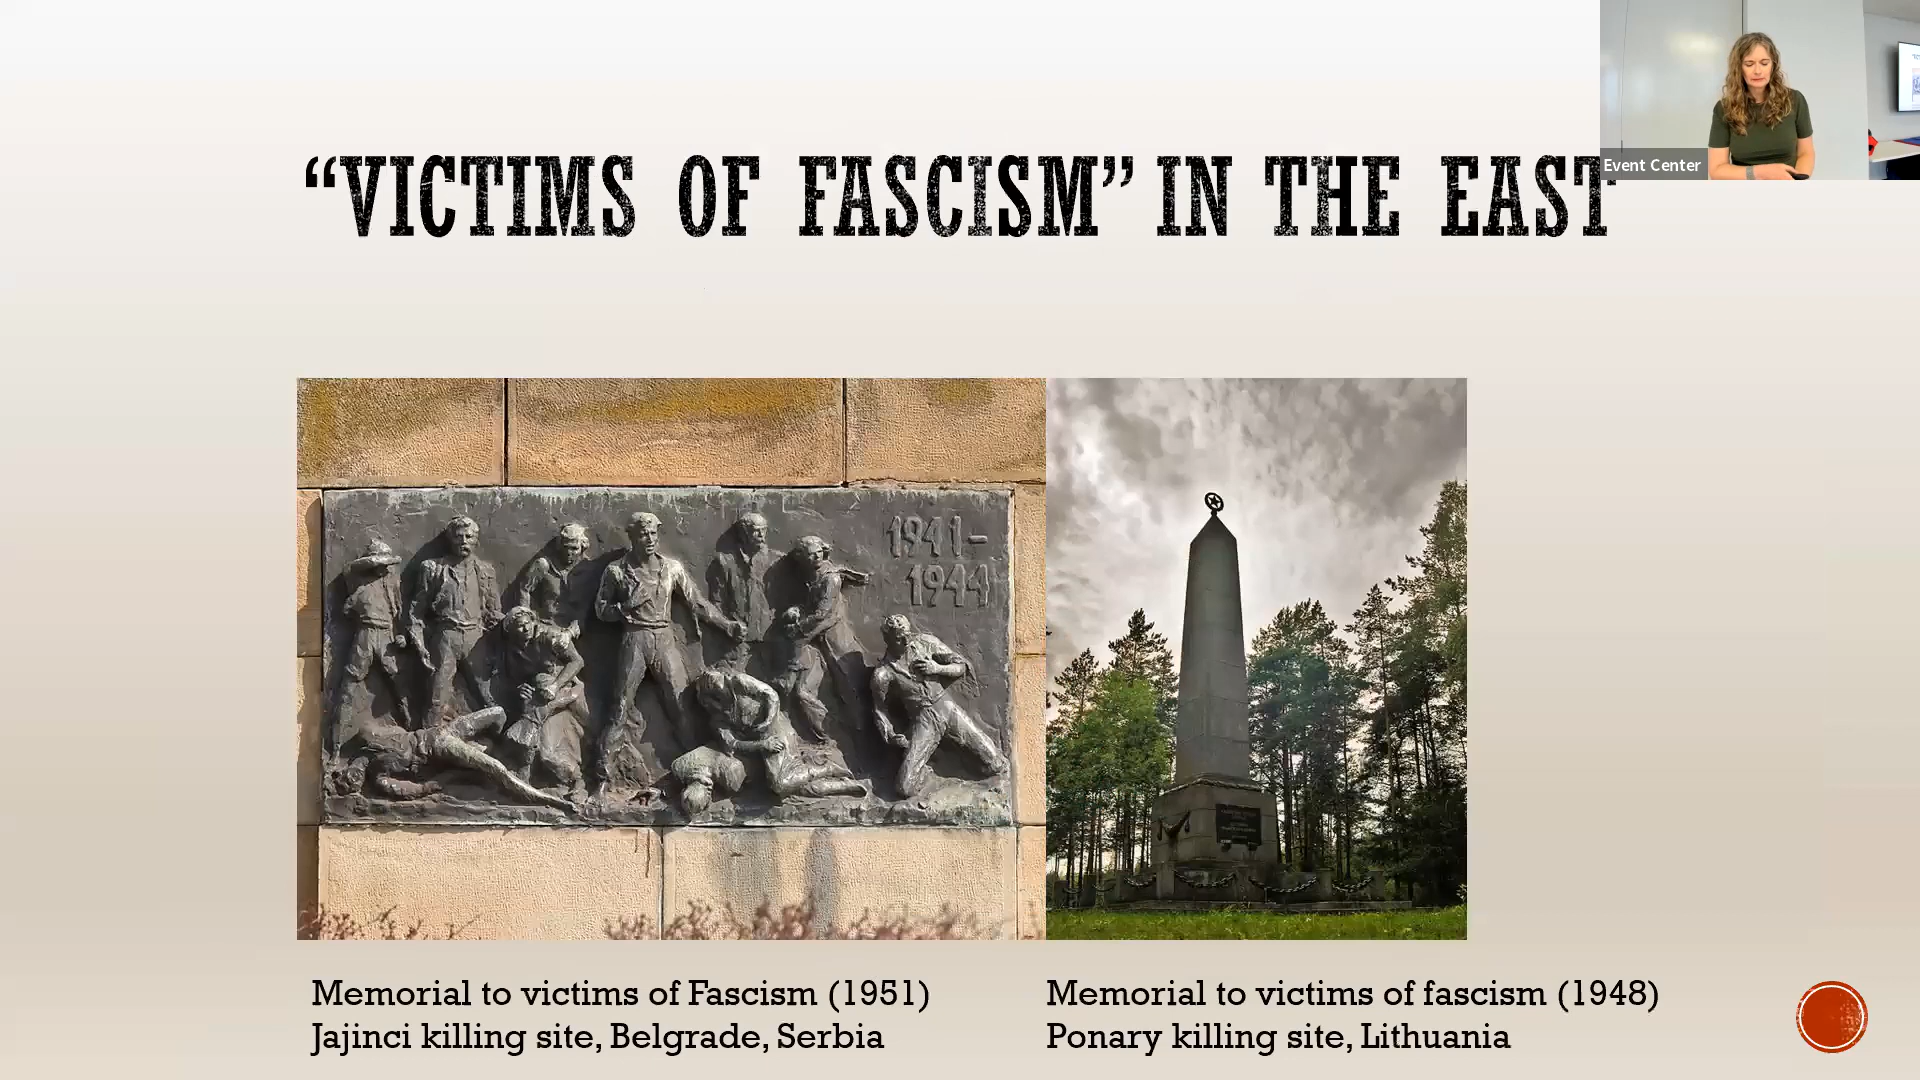 “VICTIMS OF FASCISM” IN THE EAST
Event Center
1941-
1944
Memorial to victims of Fascism (1951)
Jajinci killing site, Belgrade, Serbia
Memorial to victims of fascism (1948)
Ponary killing site, Lithuania